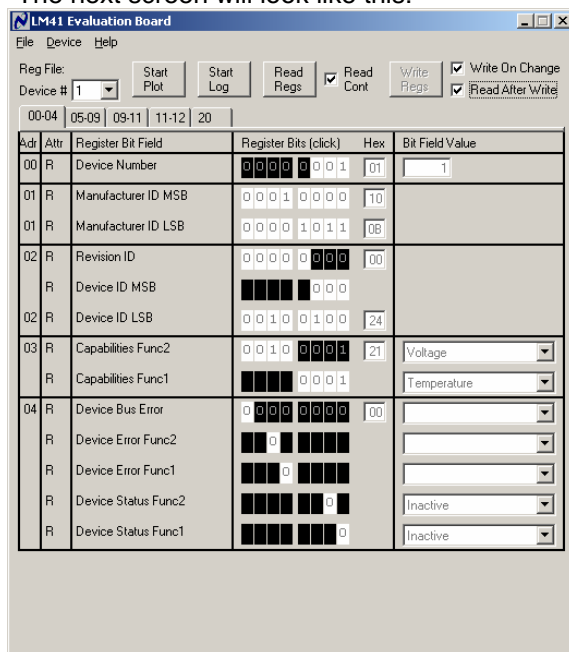 The next screen will look like this:
LM41 Evaluation Board
File Device Help
Reg File:
Device # 1
Start Plot
Start Log
Read Regs
Read Cont
Write Regs
Write On Change
Read After Write
00-04 05-09 09-11 11-12 20
Adr Attr Register Bit Field Register Bits (click) Hex Bit Field Value
00 R Device Number 0 0 0 0 0 0 0 1 01 1
01 R Manufacturer ID MSB 0 0 0 1 0 0 0 0 10
01 R Manufacturer ID LSB 0 0 0 0 1 0 1 1 0B
02 R Revision ID 0 0 0 0 0 0 0 0 00
R Device ID MSB 0 0 0
02 R Device ID LSB 0 0 1 0 0 1 0 0 24
03 R Capabilities Func2 0 0 1 0 0 0 0 1 21 Voltage
R Capabilities Func1 0 0 0 1 Temperature
04 R Device Bus Error 0 0 0 0 0 0 0 0 00
R Device Error Func2 0
R Device Error Func1 0
R Device Status Func2 0 Inactive
R Device Status Func1 0 Inactive